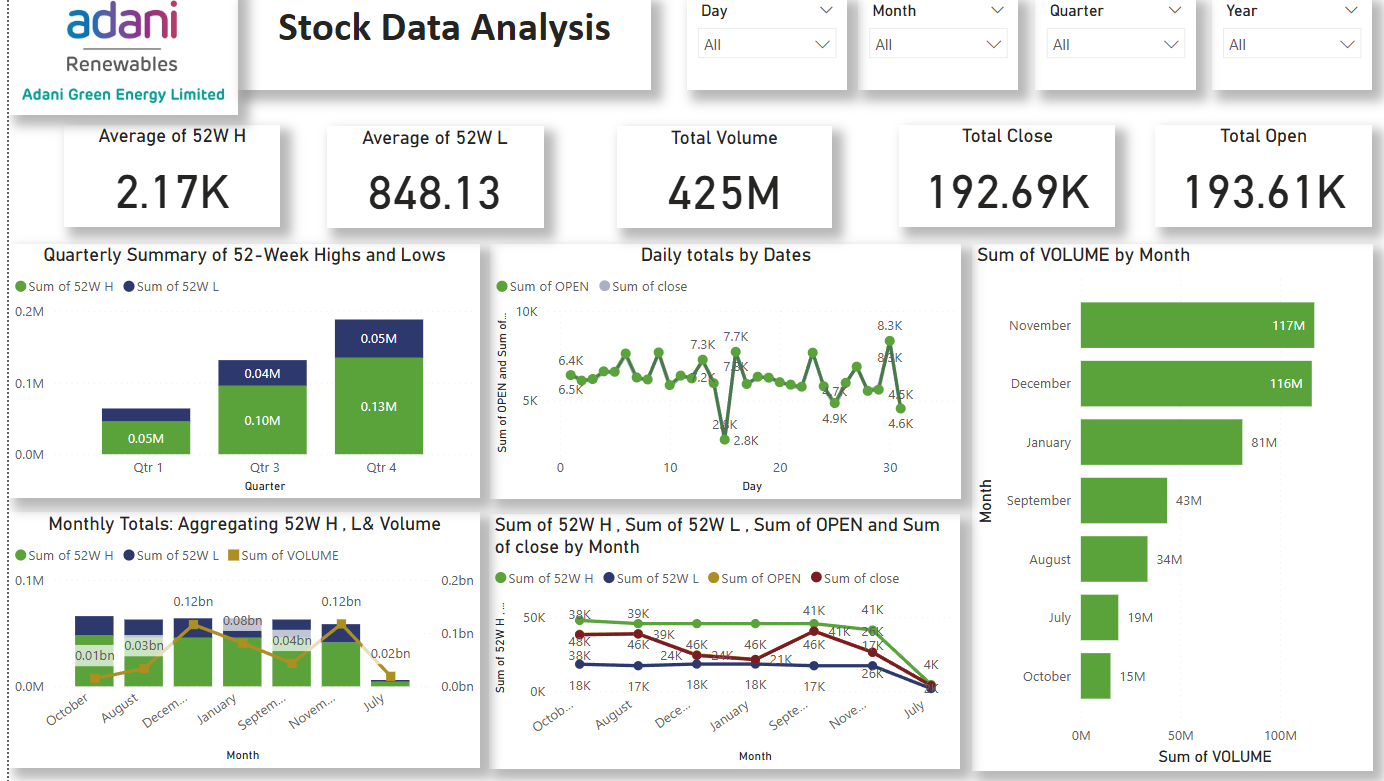 adani
Renewables
Adani Green Energy Limited
Stock Data Analysis
Day
All
Month
All
Quarter
All
Year
All
Average of 52W H
2.17K
Average of 52W L
848.13
Total Volume
425M
Total Close
192.69K
Total Open
193.61K
Quarterly Summary of 52-Week Highs and Lows
Sum of 52W H Sum of 52W L
0.2M
0.1M
0.0M
0.05M
0.04M
0.10M
0.05M
0.13M
Qtr 1 Qtr 3 Qtr 4
Quarter
Daily totals by Dates
Sum of OPEN Sum of close
Sum of OPEN and Sum of...
10K
5K
6.4K
6.5K
7.3K
7.7K
2.8K
4.9K
8.3K
4.6K
0 10 20 30
Day
Sum of VOLUME by Month
Month
November 117M
December 116M
January 81M
September 43M
August 34M
July 19M
October 15M
0M 50M 100M
Sum of VOLUME
Monthly Totals: Aggregating 52W H , L& Volume
Sum of 52W H Sum of 52W L Sum of VOLUME
0.1M
0.0M
0.2bn
0.1bn
0.0bn
0.01bn
0.03bn
0.12bn
0.08bn
0.04bn
0.12bn
0.02bn
October August Decem... January Septem... Novem... July
Month
Sum of 52W H , Sum of 52W L , Sum of OPEN and Sum
of close by Month
Sum of 52W H Sum of 52W L Sum of OPEN Sum of close
Sum of 52W H , ...
50K
0K
38K 39K 41K 41K
48K 39K 41K
38K 46K 46K 46K 46K
24K 24K 21K 17K
18K 17K 18K 18K 17K 26K
4K
Octob... August Dece... January Septe... Nove... July
Month